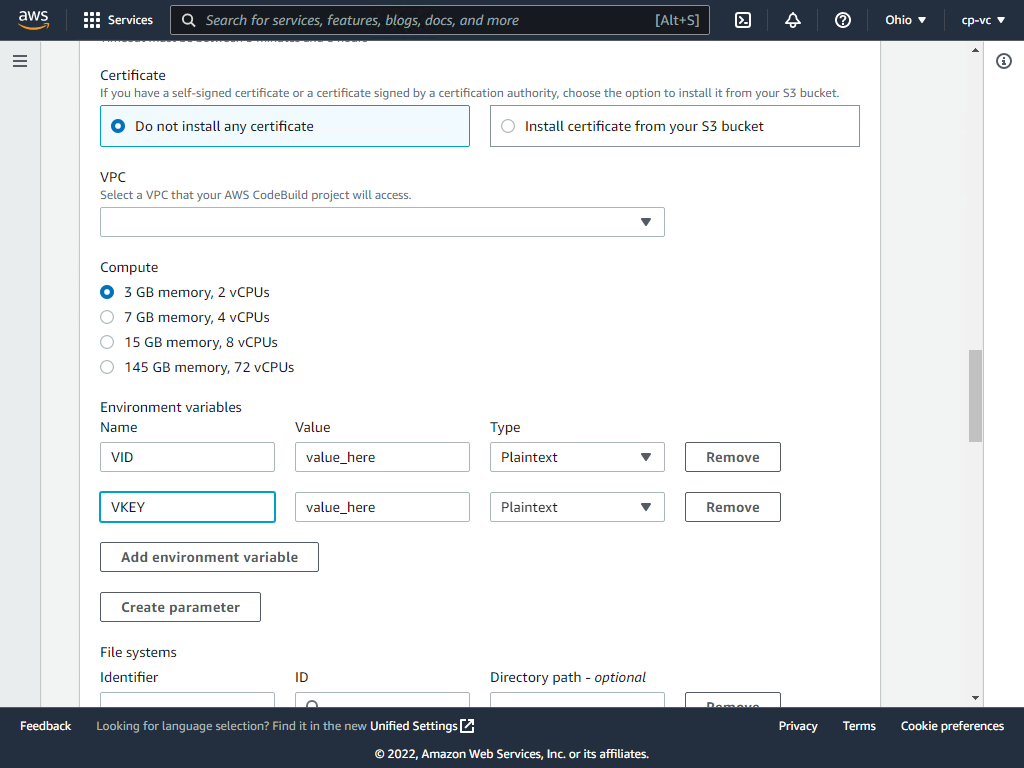 aws Services Search for services, features, blogs, docs, and more [Alt+S] Ohio cp-vc
Certificate
If you have a self-signed certificate or a certificate signed by a certification authority, choose the option to install it from your S3 bucket.
Do not install any certificate Install certificate from your S3 bucket
VPC
Select a VPC that your AWS CodeBuild project will access.
Compute
3 GB memory, 2 vCPUs
7 GB memory, 4 vCPUs
15 GB memory, 8 vCPUs
145 GB memory, 72 vCPUs
Environment variables
Name Value Type
VID value_here Plaintext Remove
VKEY value_here Plaintext Remove
Add environment variable
Create parameter
File systems
Identifier ID Directory path - optional
Remove
Feedback Looking for language selection? Find it in the new Unified Settings Privacy Terms Cookie preferences
© 2022, Amazon Web Services, Inc. or its affiliates.